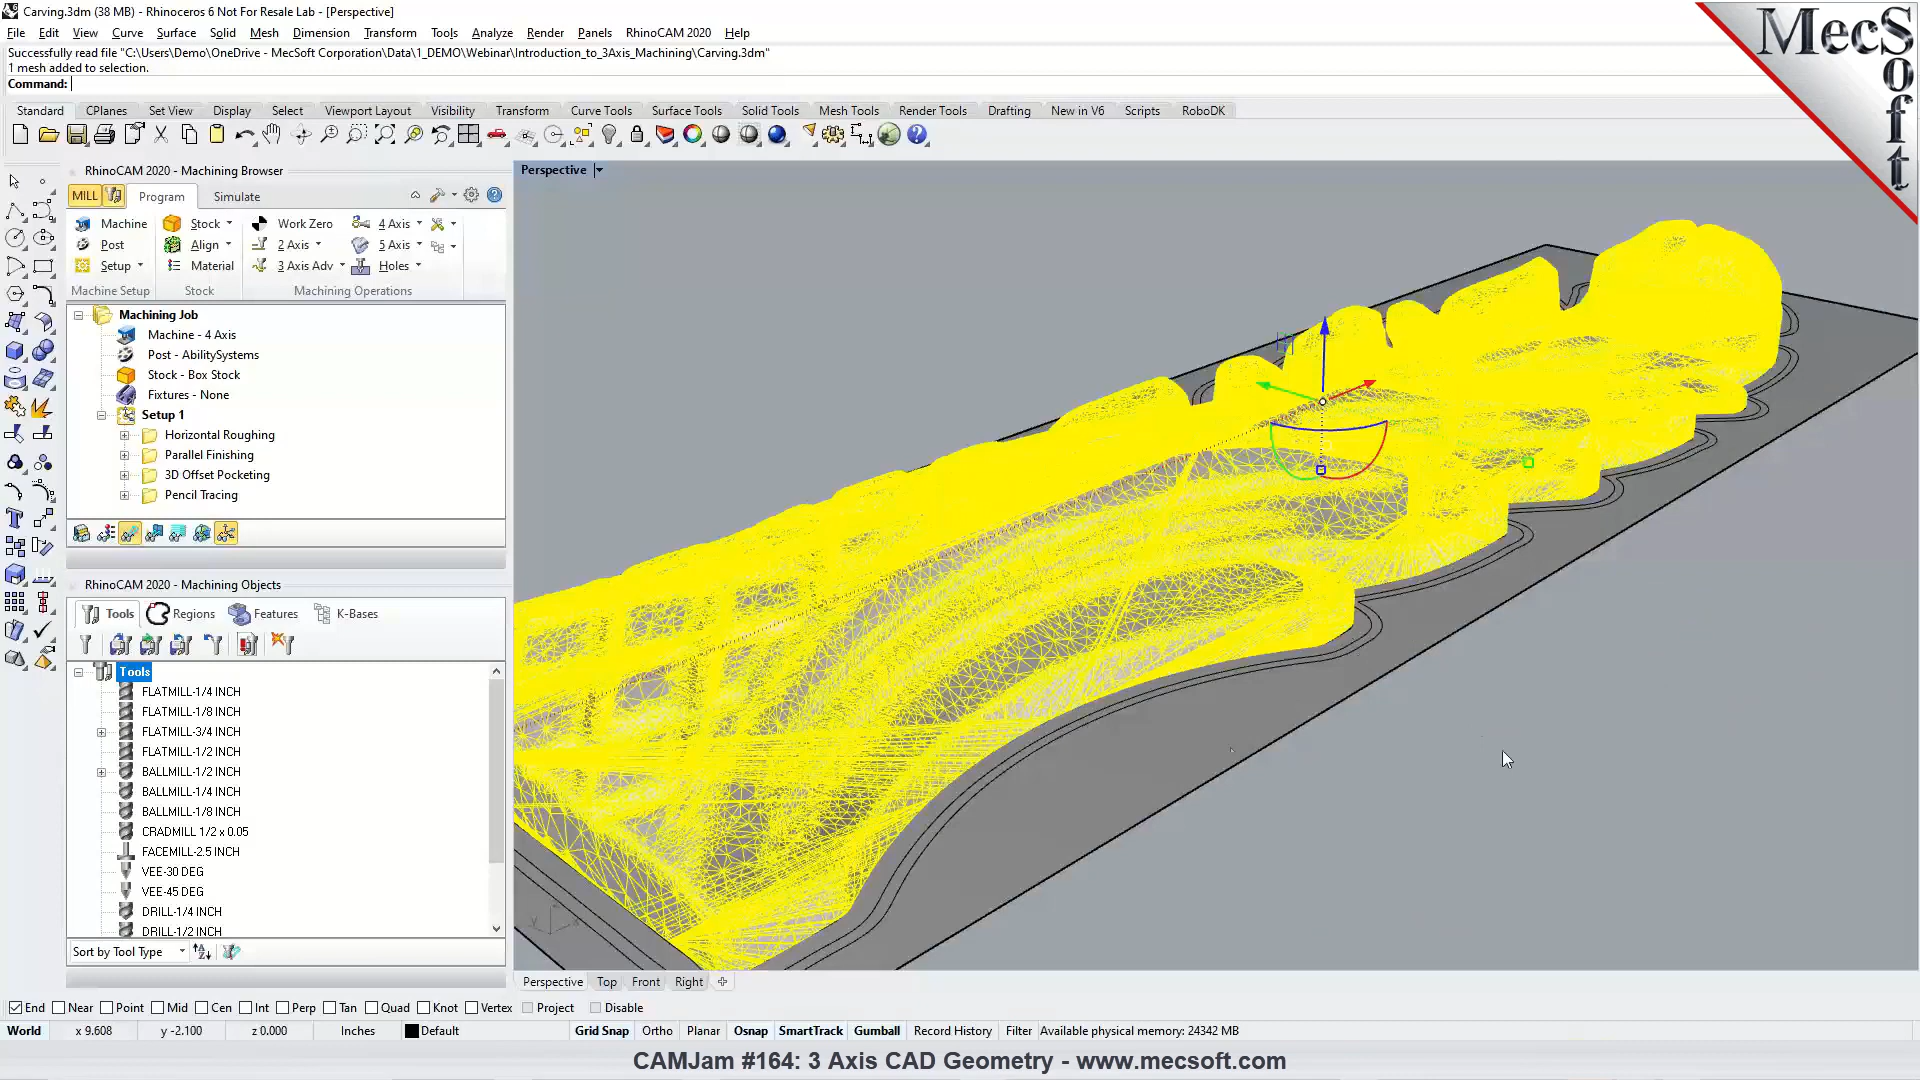 Carving.3dm (38 MB) - Rhinoceros 6 Not For Resale Lab - [Perspective]
File Edit View Curve Surface Solid Mesh Dimension Transform Tools Analyze Render Panels RhinoCAM 2020 Help
Successfully read file "C:\Users\Demo\OneDrive - MecSoft Corporation\Data\1_DEMO\Webinar\Introduction_to_3Axis_Machining\Carving.3dm"
1 mesh added to selection.
Command:
MecSoft
Standard CPlanes Set View Display Select Viewport Layout Visibility Transform Curve Tools Surface Tools Solid Tools Mesh Tools Render Tools Drafting New in V6 Scripts RoboDK
RhinoCAM 2020 - Machining Browser
MILL Program Simulate
Machine Stock Work Zero 4 Axis
Post Align 2 Axis 5 Axis
Setup Material 3 Axis Adv Holes
Machine Setup Stock Machining Operations
Machining Job
Machine - 4 Axis
Post - AbilitySystems
Stock - Box Stock
Fixtures - None
Setup 1
Horizontal Roughing
Parallel Finishing
3D Offset Pocketing
Pencil Tracing
RhinoCAM 2020 - Machining Objects
Tools Regions Features K-Bases
Tools
FLATMILL-1/4 INCH
FLATMILL-1/8 INCH
FLATMILL-3/4 INCH
FLATMILL-1/2 INCH
BALLMILL-1/2 INCH
BALLMILL-1/4 INCH
BALLMILL-1/8 INCH
CRADMILL 1/2 x 0.05
FACEMILL-2.5 INCH
VEE-30 DEG
VEE-45 DEG
DRILL-1/4 INCH
DRILL-1/2 INCH
Sort by Tool Type
Perspective
Perspective Top Front Right
End Near Point Mid Cen Int Perp Tan Quad Knot Vertex Project Disable
World x 9.608 y -2.100 z 0.000 Inches Default Grid Snap Ortho Planar Osnap SmartTrack Gumball Record History Filter Available physical memory: 24342 MB
CAMJam #164: 3 Axis CAD Geometry - www.mecsoft.com